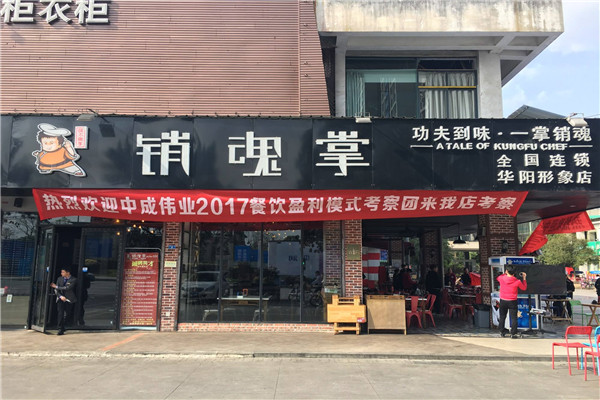 柜衣柜
销魂掌
功夫到味·一掌销魂
A TALE OF KUNGFU CHEF
全国连锁
华阳形象店
热烈欢迎中成伟业2017餐饮盈利模式考察团来我店考察